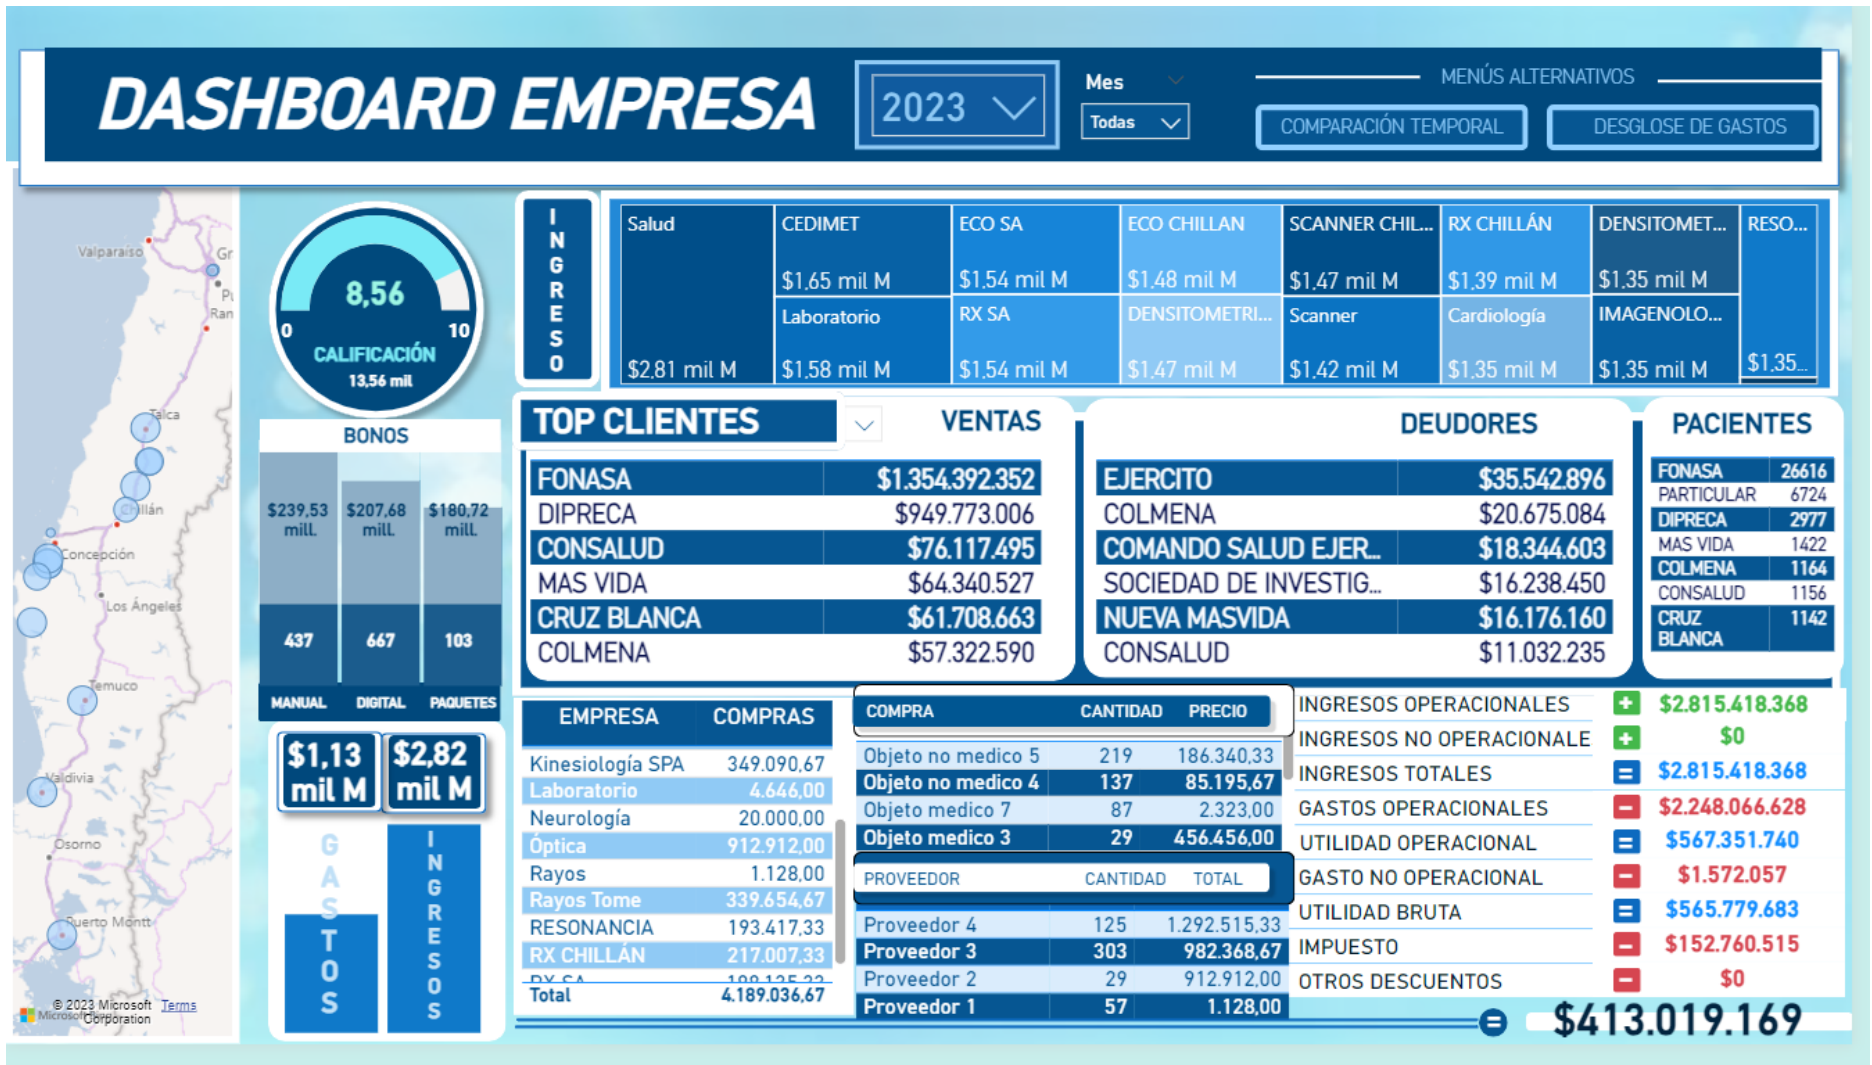 DASHBOARD EMPRESA
2023
Mes
Todas
MENÚS ALTERNATIVOS
COMPARACIÓN TEMPORAL
DESGLOSE DE GASTOS
Valparaíso
Gr
Ran
Talca
Chillán
Concepción
Los Ángeles
Temuco
Valdivia
Osorno
Puerto Montt
© 2023 Microsoft Corporation Terms
8,56
0
10
CALIFICACIÓN
13,56 mil
BONOS
$239,53 mill.
$207,68 mill.
$180,72 mill.
437
667
103
MANUAL
DIGITAL
PAQUETES
$1,13 mil M
$2,82 mil M
GASTOS
INGRESOS
INGRESO
Salud
$2,81 mil M
CEDIMET
$1,65 mil M
Laboratorio
$1,58 mil M
ECO SA
$1,54 mil M
RX SA
$1,54 mil M
ECO CHILLAN
$1,48 mil M
DENSITOMETRI...
$1,47 mil M
SCANNER CHIL...
$1,47 mil M
Scanner
$1,42 mil M
RX CHILLÁN
$1,39 mil M
Cardiología
$1,35 mil M
DENSITOMET...
$1,35 mil M
IMAGENOLO...
$1,35 mil M
RESO...
$1,35...
TOP CLIENTES
VENTAS
FONASA $1.354.392.352
DIPRECA $949.773.006
CONSALUD $76.117.495
MAS VIDA $64.340.527
CRUZ BLANCA $61.708.663
COLMENA $57.322.590
DEUDORES
EJERCITO $35.542.896
COLMENA $20.675.084
COMANDO SALUD EJER... $18.344.603
SOCIEDAD DE INVESTIG... $16.238.450
NUEVA MASVIDA $16.176.160
CONSALUD $11.032.235
PACIENTES
FONASA 26616
PARTICULAR 6724
DIPRECA 2977
MAS VIDA 1422
COLMENA 1164
CONSALUD 1156
CRUZ BLANCA 1142
EMPRESA COMPRAS
Kinesiología SPA 349.090,67
Laboratorio 4.646,00
Neurología 20.000,00
Óptica 912.912,00
Rayos 1.128,00
Rayos Tome 339.654,67
RESONANCIA 193.417,33
RX CHILLÁN 217.007,33
Total 4.189.036,67
COMPRA CANTIDAD PRECIO
Objeto no medico 5 219 186.340,33
Objeto no medico 4 137 85.195,67
Objeto medico 7 87 2.323,00
Objeto medico 3 29 456.456,00
PROVEEDOR CANTIDAD TOTAL
Proveedor 4 125 1.292.515,33
Proveedor 3 303 982.368,67
Proveedor 2 29 912.912,00
Proveedor 1 57 1.128,00
INGRESOS OPERACIONALES + $2.815.418.368
INGRESOS NO OPERACIONALE + $0
INGRESOS TOTALES = $2.815.418.368
GASTOS OPERACIONALES - $2.248.066.628
UTILIDAD OPERACIONAL = $567.351.740
GASTO NO OPERACIONAL - $1.572.057
UTILIDAD BRUTA = $565.779.683
IMPUESTO - $152.760.515
OTROS DESCUENTOS - $0
= $413.019.169